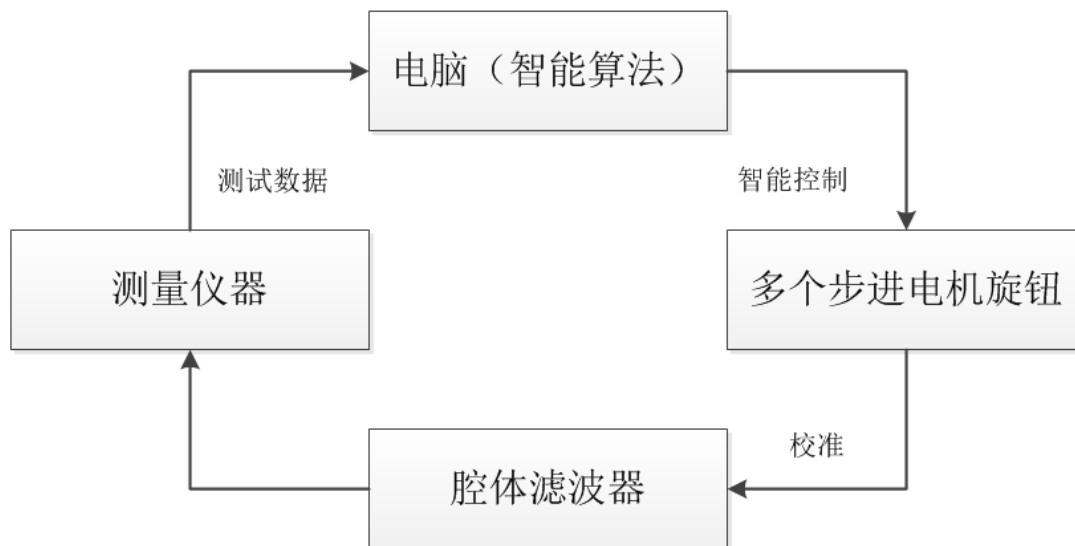 电脑（智能算法）
测试数据
智能控制
测量仪器
多个步进电机旋钮
校准
腔体滤波器